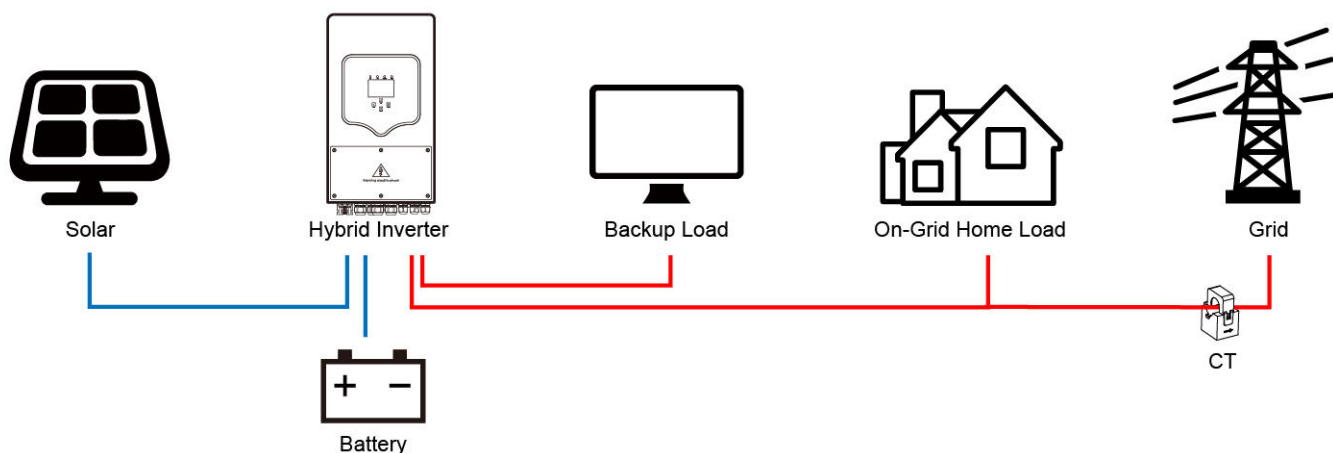 Solar
Hybrid Inverter
Backup Load
On-Grid Home Load
Grid
CT
+ −
Battery